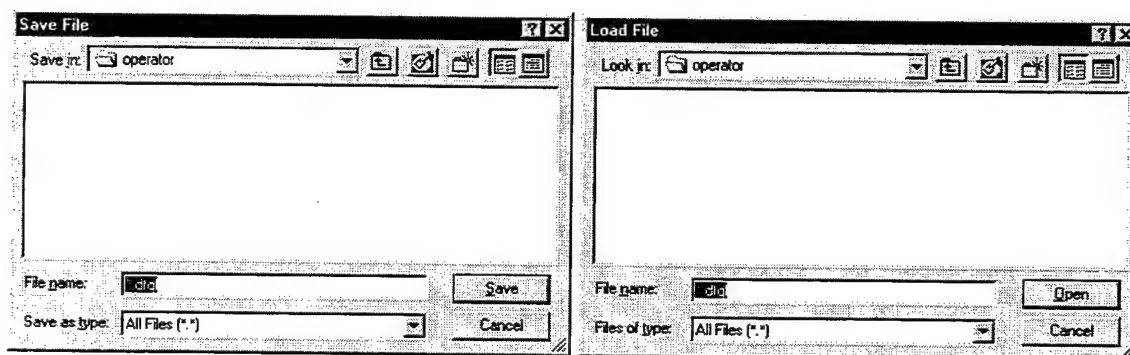 Save File
Save in: operator
File name:
Save
Save as type: All Files (*.*)
Cancel
Load File
Look in: operator
File name:
Open
Files of type: All Files (*.*)
Cancel